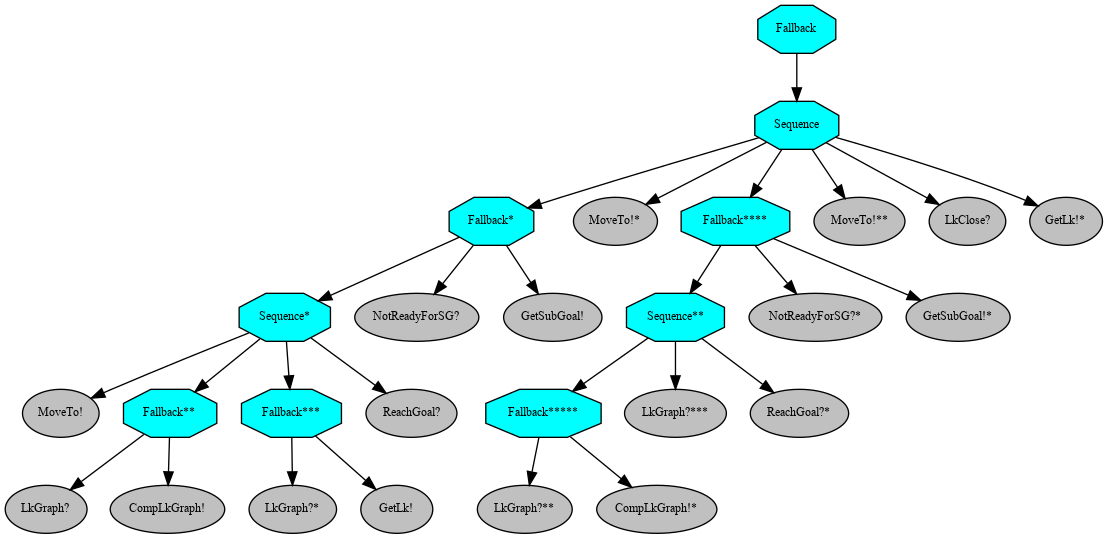 Fallback
Sequence
Fallback*
MoveTo!*
Fallback****
MoveTo!**
LkClose?
GetLk!*
Sequence*
NotReadyForSG?
GetSubGoal!
Sequence**
NotReadyForSG?*
GetSubGoal!*
MoveTo!
Fallback**
Fallback***
ReachGoal?
Fallback*****
LkGraph?***
ReachGoal?*
LkGraph?
CompLkGraph!
LkGraph?*
GetLk!
LkGraph?**
CompLkGraph!*